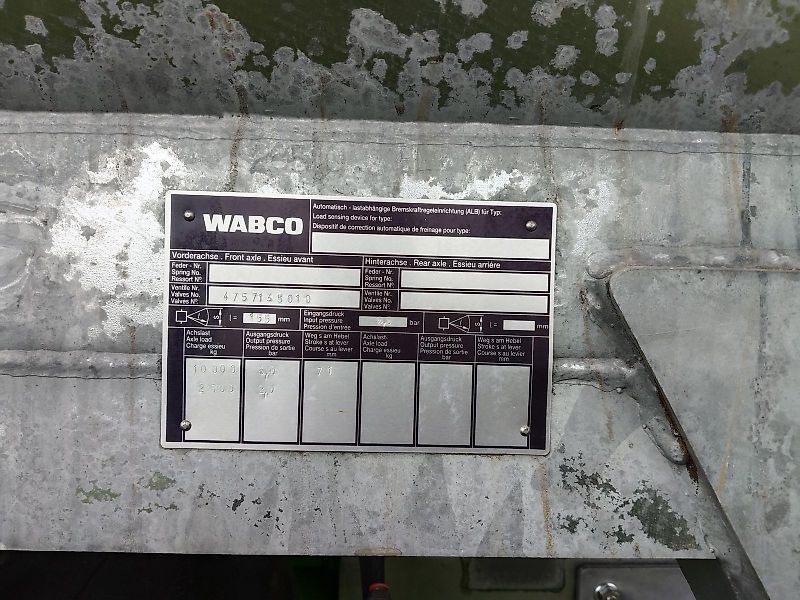 WABCO
Automatisch - lastabhängige Bremskraftregeleinrichtung (ALB) für Typ:
Load sensing device for type:
Dispositif de correction automatique de freinage pour type:
Vorderachse . Front axle . Essieu avant
Hinterachse . Rear axle . Essieu arriére
Feder - Nr.
Spring No.
Ressort Nº
Feder - Nr.
Spring No.
Ressort Nº
Ventile Nr.
Valves No.
Valves Nº.
4757145010
Ventile Nr.
Valves No.
Valves Nº.
l = 155 mm
Eingangsdruck
Input pressure
Pression d'entrée
bar
l = mm
Achslast
Axle load
Charge essieu
kg
Ausgangsdruck
Output pressure
Pression de sortie
bar
Weg s am Hebel
Stroke s at lever
Course s au levier
mm
Achslast
Axle load
Charge essieu
kg
Ausgangsdruck
Output pressure
Pression de sortie
bar
Weg s am Hebel
Stroke s at lever
Course s au levier
mm
10000 71